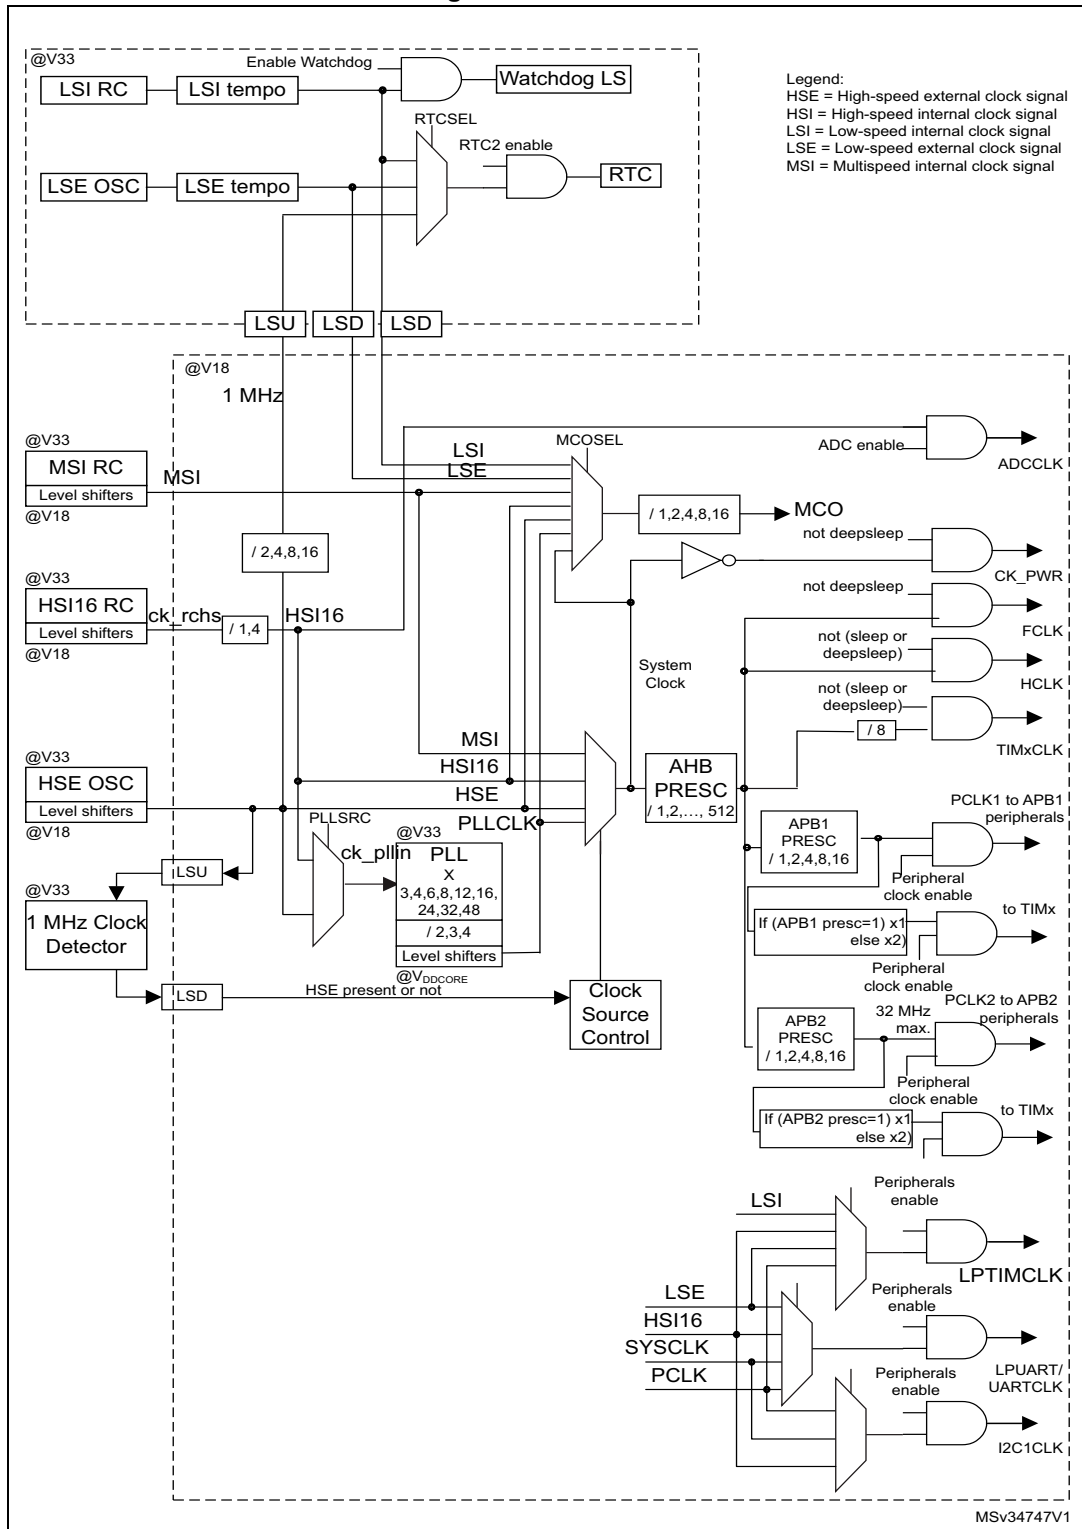 @V33
Enable Watchdog
LSI RC
LSI tempo
Watchdog LS
Legend:
HSE = High-speed external clock signal
HSI = High-speed internal clock signal
LSI = Low-speed internal clock signal
LSE = Low-speed external clock signal
MSI = Multispeed internal clock signal
RTCSEL
RTC2 enable
LSE OSC
LSE tempo
RTC
LSU
LSD
LSD
@V18
1 MHz
@V33
MSI RC
Level shifters
@V18
MSI
LSI
LSE
MCOSEL
ADC enable
ADCCLK
/ 1,2,4,8,16
MCO
not deepsleep
CK_PWR
/ 2,4,8,16
@V33
HSI16 RC
Level shifters
@V18
ck_rchs
/ 1,4
HSI16
not deepsleep
FCLK
System
Clock
not (sleep or
deepsleep)
HCLK
not (sleep or
deepsleep)
/ 8
TIMxCLK
@V33
HSE OSC
Level shifters
@V18
MSI
HSI16
HSE
PLLCLK
AHB
PRESC
/ 1,2,..., 512
PLLSRC
ck_pllin
@V33
PLL
X
3,4,6,8,12,16,
24,32,48
/ 2,3,4
Level shifters
@VDDCORE
PCLK1 to APB1
peripherals
APB1
PRESC
/ 1,2,4,8,16
Peripheral
clock enable
LSU
@V33
1 MHz Clock
Detector
LSD
HSE present or not
Clock
Source
Control
If (APB1 presc=1) x1
else x2)
to TIMx
Peripheral
clock enable
PCLK2 to APB2
peripherals
32 MHz
max.
APB2
PRESC
/ 1,2,4,8,16
Peripheral
clock enable
If (APB2 presc=1) x1
else x2)
to TIMx
Peripherals
enable
LSI
LPTIMCLK
LSE
HSI16
SYSCLK
PCLK
Peripherals
enable
LPUART/
UARTCLK
Peripherals
enable
I2C1CLK
MSv34747V1